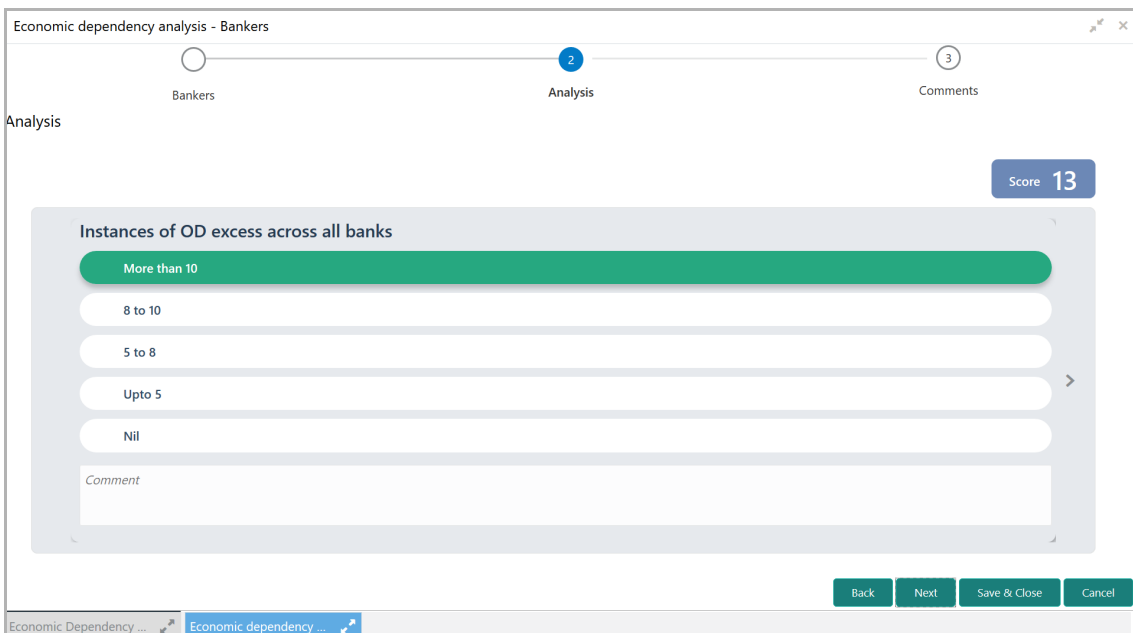 Economic dependency analysis - Bankers
2
3
Bankers
Analysis
Comments
Analysis
Score 13
Instances of OD excess across all banks
More than 10
8 to 10
5 to 8
Upto 5
Nil
Comment
Back Next Save & Close Cancel
Economic Dependency ... Economic dependency ...